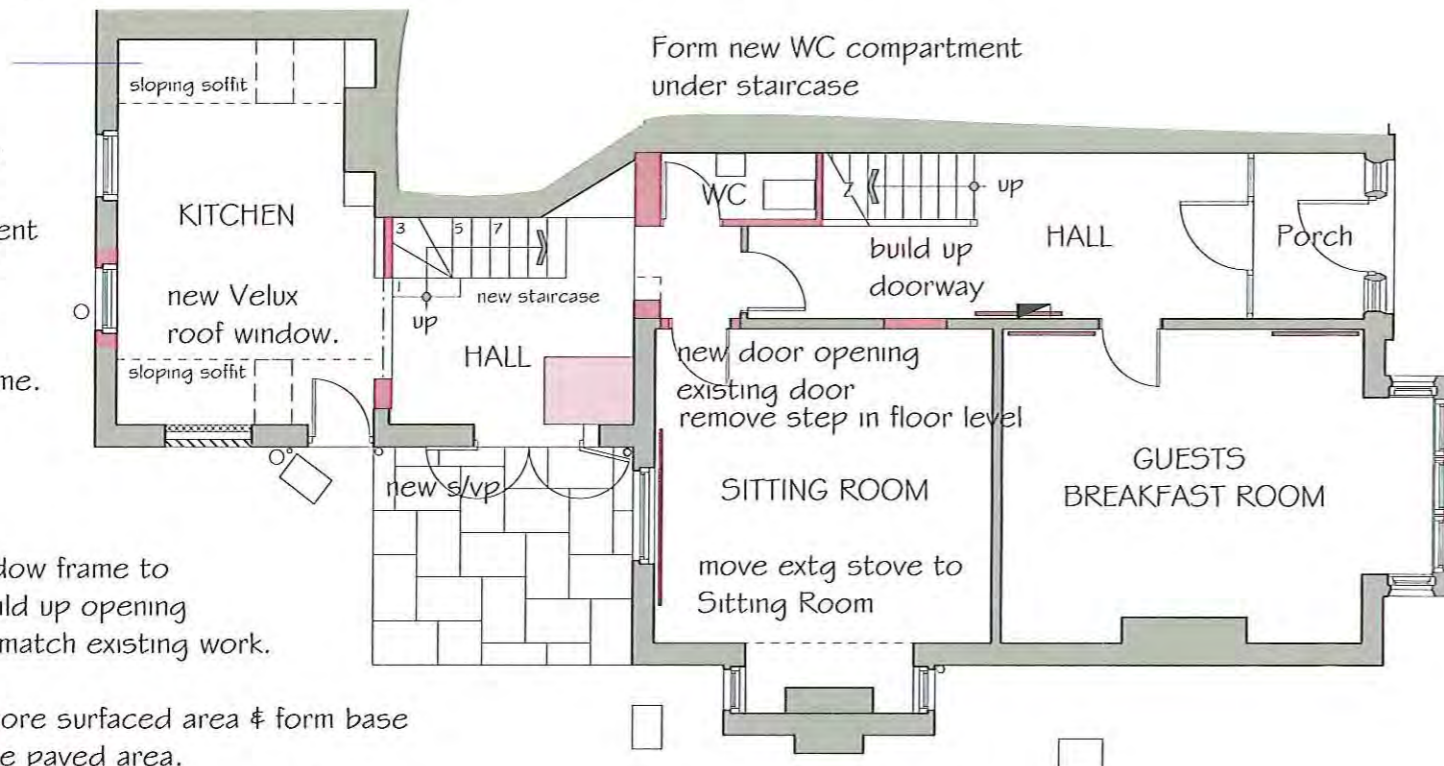 Form new WC compartment
under staircase
sloping soffit
KITCHEN
new Velux
roof window.
sloping soffit
3
5
7
1
up
new staircase
HALL
WC
up
build up
doorway
HALL
Porch
new door opening
existing door
remove step in floor level
new s/vp
SITTING ROOM
move extg stove to
Sitting Room
GUESTS
BREAKFAST ROOM
ent
me.
dow frame to
uild up opening
match existing work.
ore surfaced area & form base
e paved area.